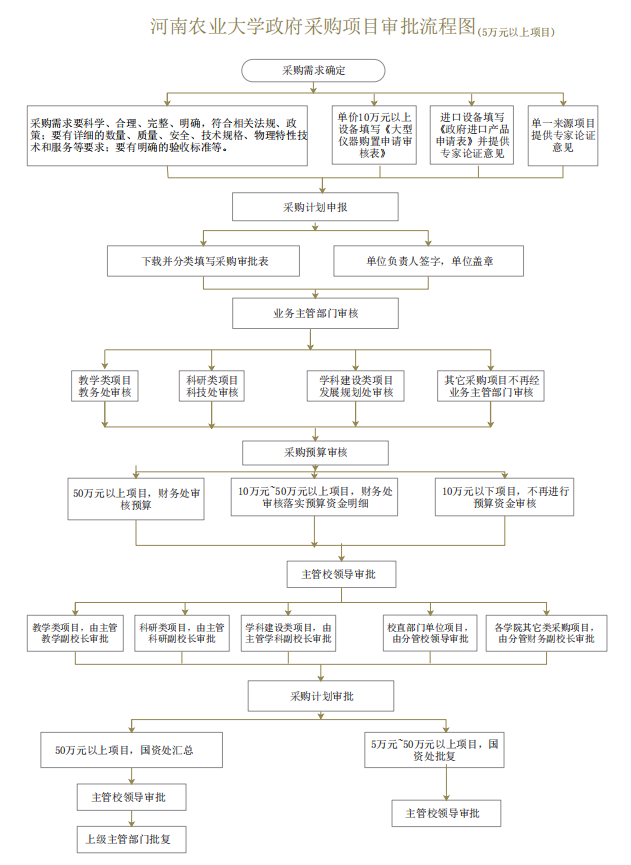 河南农业大学政府采购项目审批流程图(5万元以上项目)
采购需求确定
采购需求要科学、合理、完整、明确，符合相关法规、政
策；要有详细的数量、质量、安全、技术规格、物理特性技
术和服务等要求；要有明确的验收标准等。
单价10万元以上
设备填写《大型
仪器购置申请审
核表》
进口设备填写
《政府进口产品
申请表》并提供
专家论证意见
单一来源项目
提供专家论证
意见
采购计划申报
下载并分类填写采购审批表
单位负责人签字，单位盖章
业务主管部门审核
教学类项目
教务处审核
科研类项目
科技处审核
学科建设类项目
发展规划处审核
其它采购项目不再经
业务主管部门审核
采购预算审核
50万元以上项目，财务处审
核预算
10万元~50万元以上项目，财务处
审核落实预算资金明细
10万元以下项目，不再进行
预算资金审核
主管校领导审批
教学类项目，由主管
教学副校长审批
科研类项目，由主管
科研副校长审批
学科建设类项目，由
主管学科副校长审批
校直部门单位项目，
由分管校领导审批
各学院其它类采购项目，
由分管财务副校长审批
采购计划审批
50万元以上项目，国资处汇总
5万元~50万元以上项目，国
资处批复
主管校领导审批
主管校领导审批
上级主管部门批复